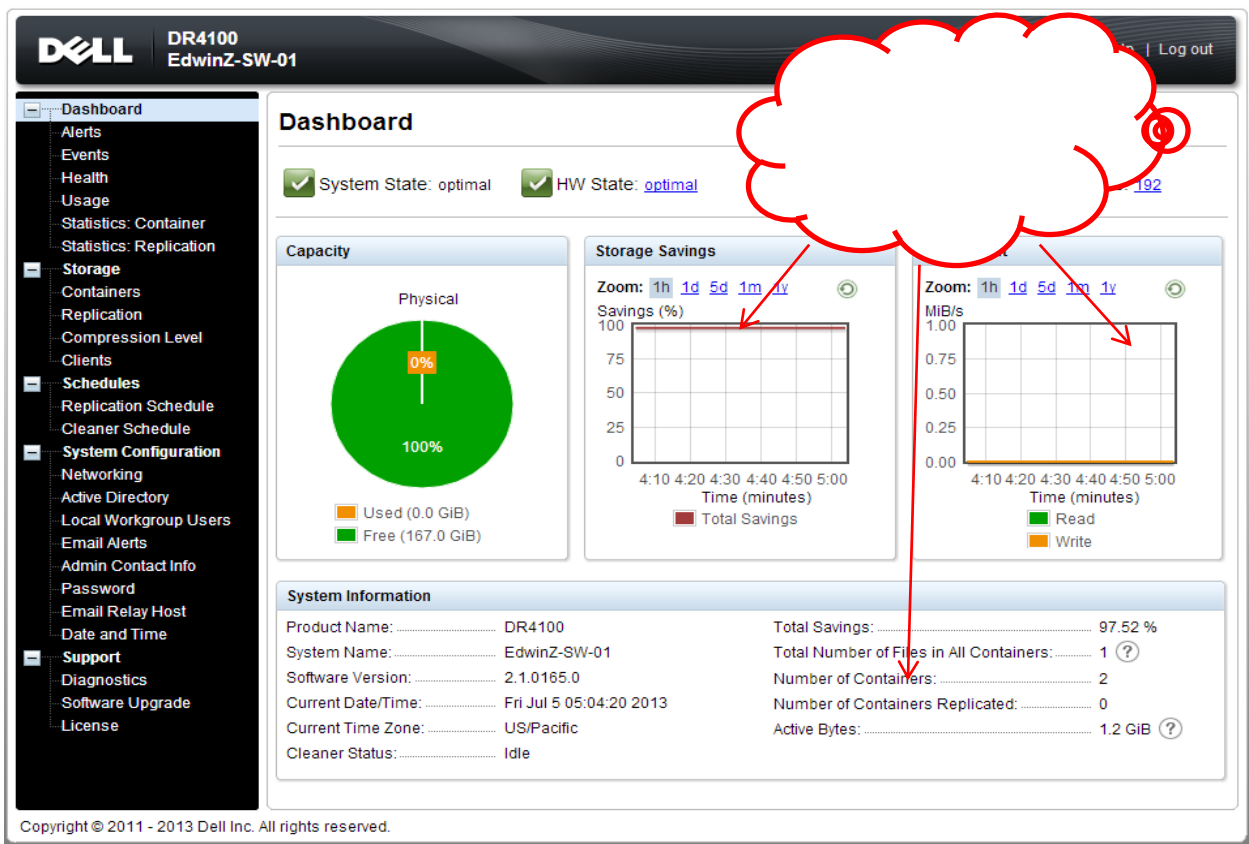 DELL
DR4100
EdwinZ-SW-01
| Log out
Dashboard
Alerts
Events
Health
Usage
Statistics: Container
Statistics: Replication
Storage
Containers
Replication
Compression Level
Clients
Schedules
Replication Schedule
Cleaner Schedule
System Configuration
Networking
Active Directory
Local Workgroup Users
Email Alerts
Admin Contact Info
Password
Email Relay Host
Date and Time
Support
Diagnostics
Software Upgrade
License
Dashboard
System State: optimal HW State: optimal 192
Capacity
Physical
0%
100%
Used (0.0 GiB)
Free (167.0 GiB)
Storage Savings
Zoom: 1h 1d 5d 1m 1y
Savings (%)
100
75
50
25
0
4:10 4:20 4:30 4:40 4:50 5:00
Time (minutes)
Total Savings
Zoom: 1h 1d 5d 1m 1y
MiB/s
1.00
0.75
0.50
0.25
0.00
4:10 4:20 4:30 4:40 4:50 5:00
Time (minutes)
Read
Write
System Information
Product Name: DR4100
System Name: EdwinZ-SW-01
Software Version: 2.1.0165.0
Current Date/Time: Fri Jul 5 05:04:20 2013
Current Time Zone: US/Pacific
Cleaner Status: Idle
Total Savings: 97.52 %
Total Number of Files in All Containers: 1 ?
Number of Containers: 2
Number of Containers Replicated: 0
Active Bytes: 1.2 GiB ?
Copyright © 2011 - 2013 Dell Inc. All rights reserved.